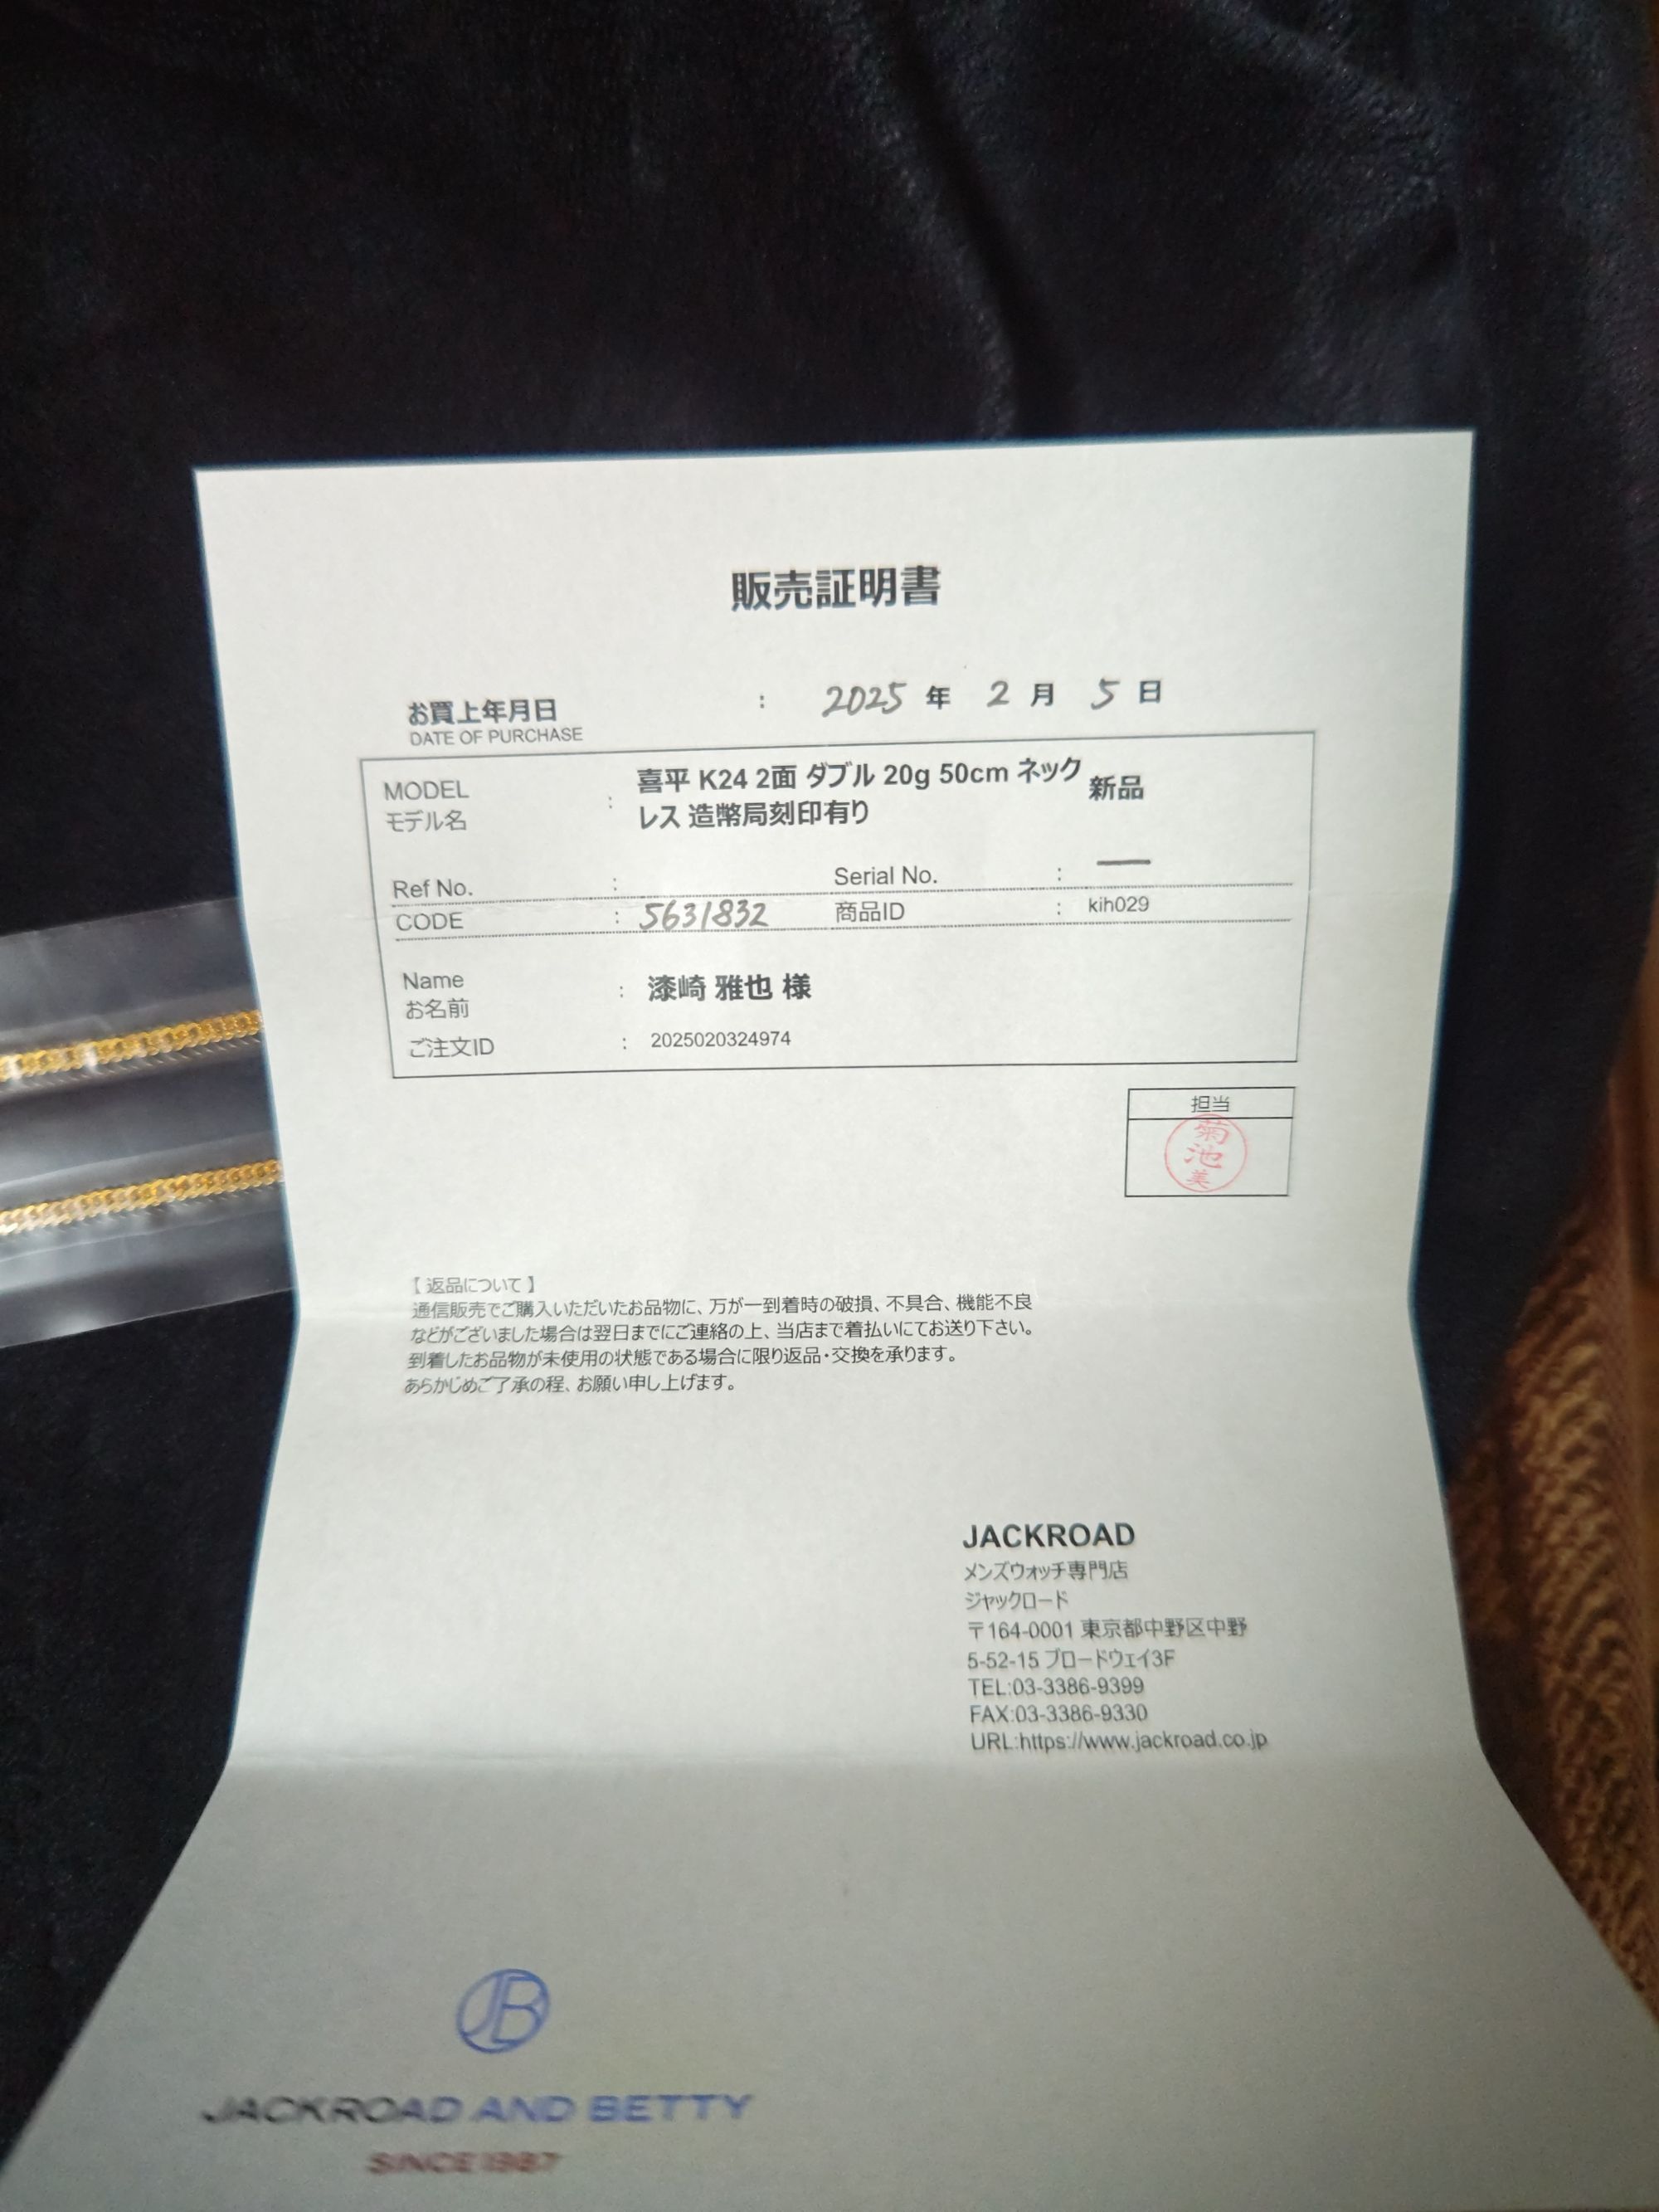 販売証明書
お買上年月日 : 2025 年 2 月 5 日
DATE OF PURCHASE
MODEL
モデル名
: 喜平 K24 2面 ダブル 20g 50cm ネック
レス 造幣局刻印有り
新品
Ref No. : Serial No. : —
CODE : 5631832 商品ID : kih029
Name
お名前
: 漆崎 雅也 様
ご注文ID : 2025020324974
担当
菊池美
【 返品について 】
通信販売でご購入いただいたお品物に、万が一到着時の破損、不具合、機能不良
などがございました場合は翌日までにご連絡の上、当店まで着払いにてお送り下さい。
到着したお品物が未使用の状態である場合に限り返品・交換を承ります。
あらかじめご了承の程、お願い申し上げます。
JACKROAD
メンズウォッチ専門店
ジャックロード
〒164-0001 東京都中野区中野
5-52-15 ブロードウェイ3F
TEL:03-3386-9399
FAX:03-3386-9330
URL:https://www.jackroad.co.jp
JB
JACKROAD AND BETTY
SINCE 1987